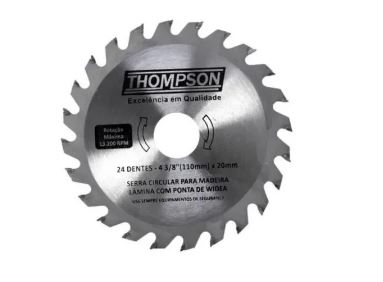 THOMPSON
Excelência em Qualidade
Rotação
Máxima
13.200 RPM
24 DENTES - 4 3/8"(110mm) x 20mm
SERRA CIRCULAR PARA MADEIRA
LÂMINA COM PONTA DE WIDEA
USE SEMPRE EQUIPAMENTOS DE SEGURANÇA